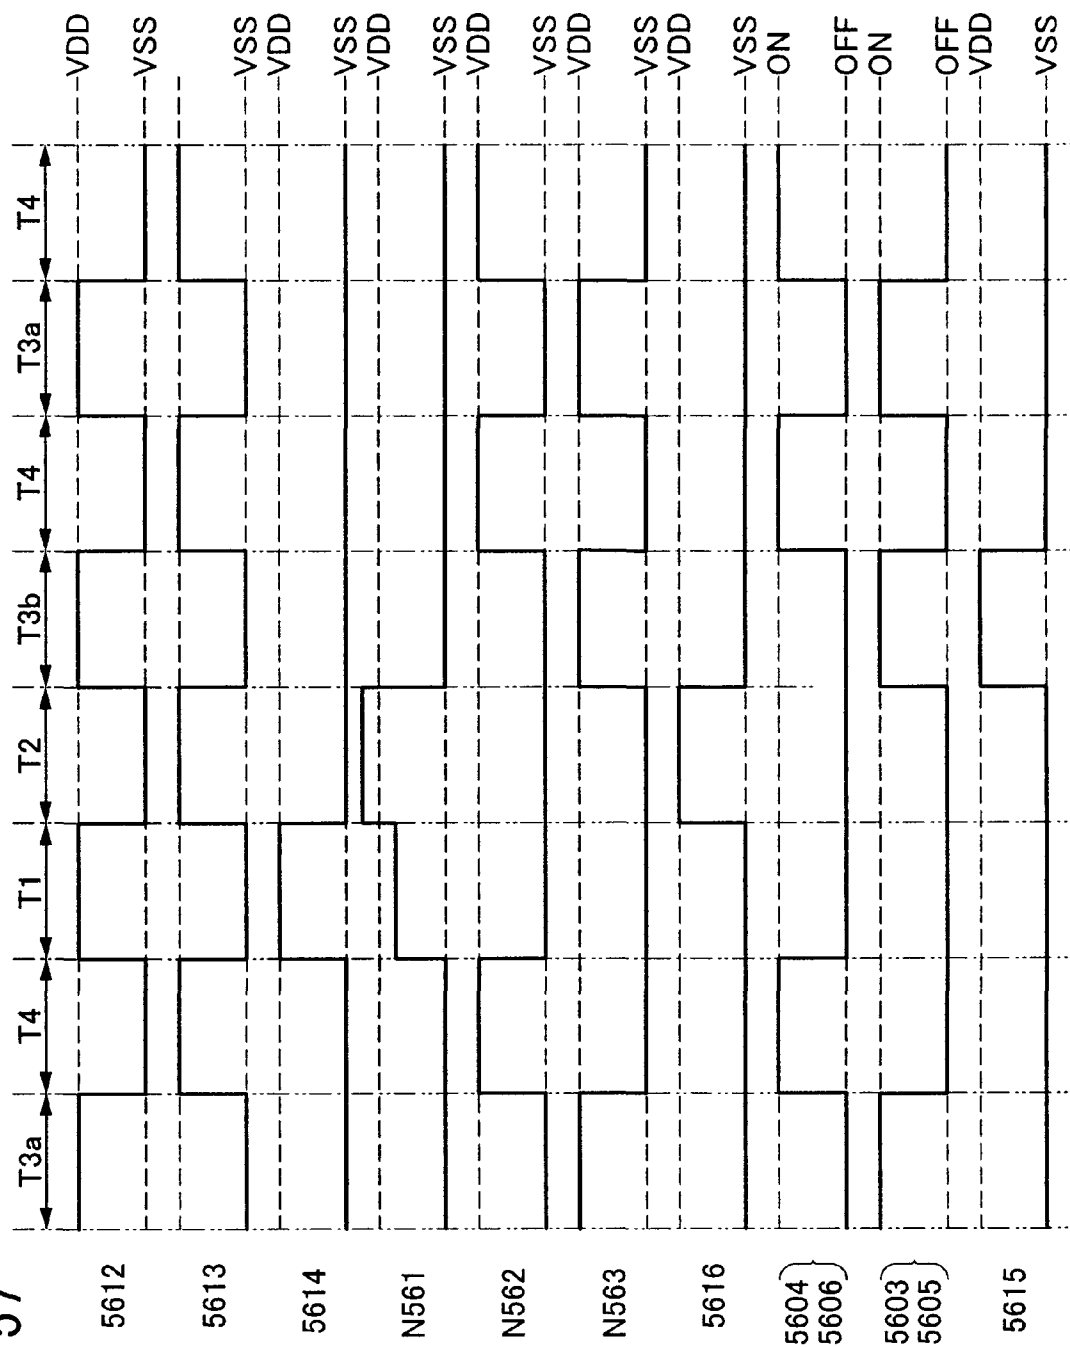 57
T3a T4 T1 T2 T3b T4 T3a T4
5612 VDD
VSS
5613
VSS
5614 VDD
VSS
N561 VDD
VSS
N562 VDD
VSS
N563 VDD
VSS
5616 VDD
VSS
5604 ON
5606 OFF
5603 ON
5605 OFF
5615 VDD
VSS